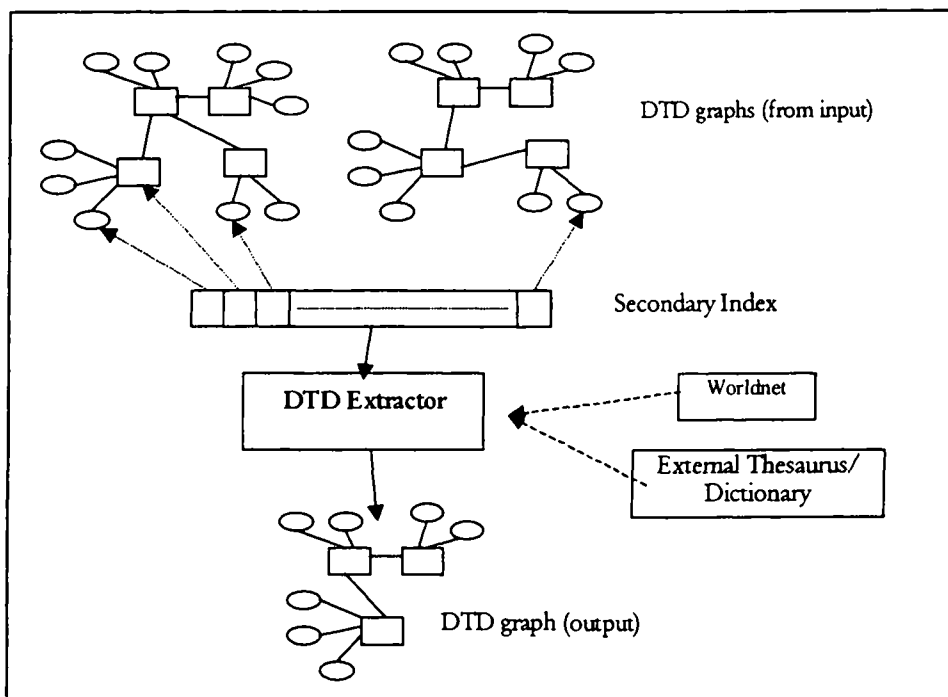 DTD graphs (from input)
Secondary Index
DTD Extractor
Worldnet
External Thesaurus/
Dictionary
DTD graph (output)